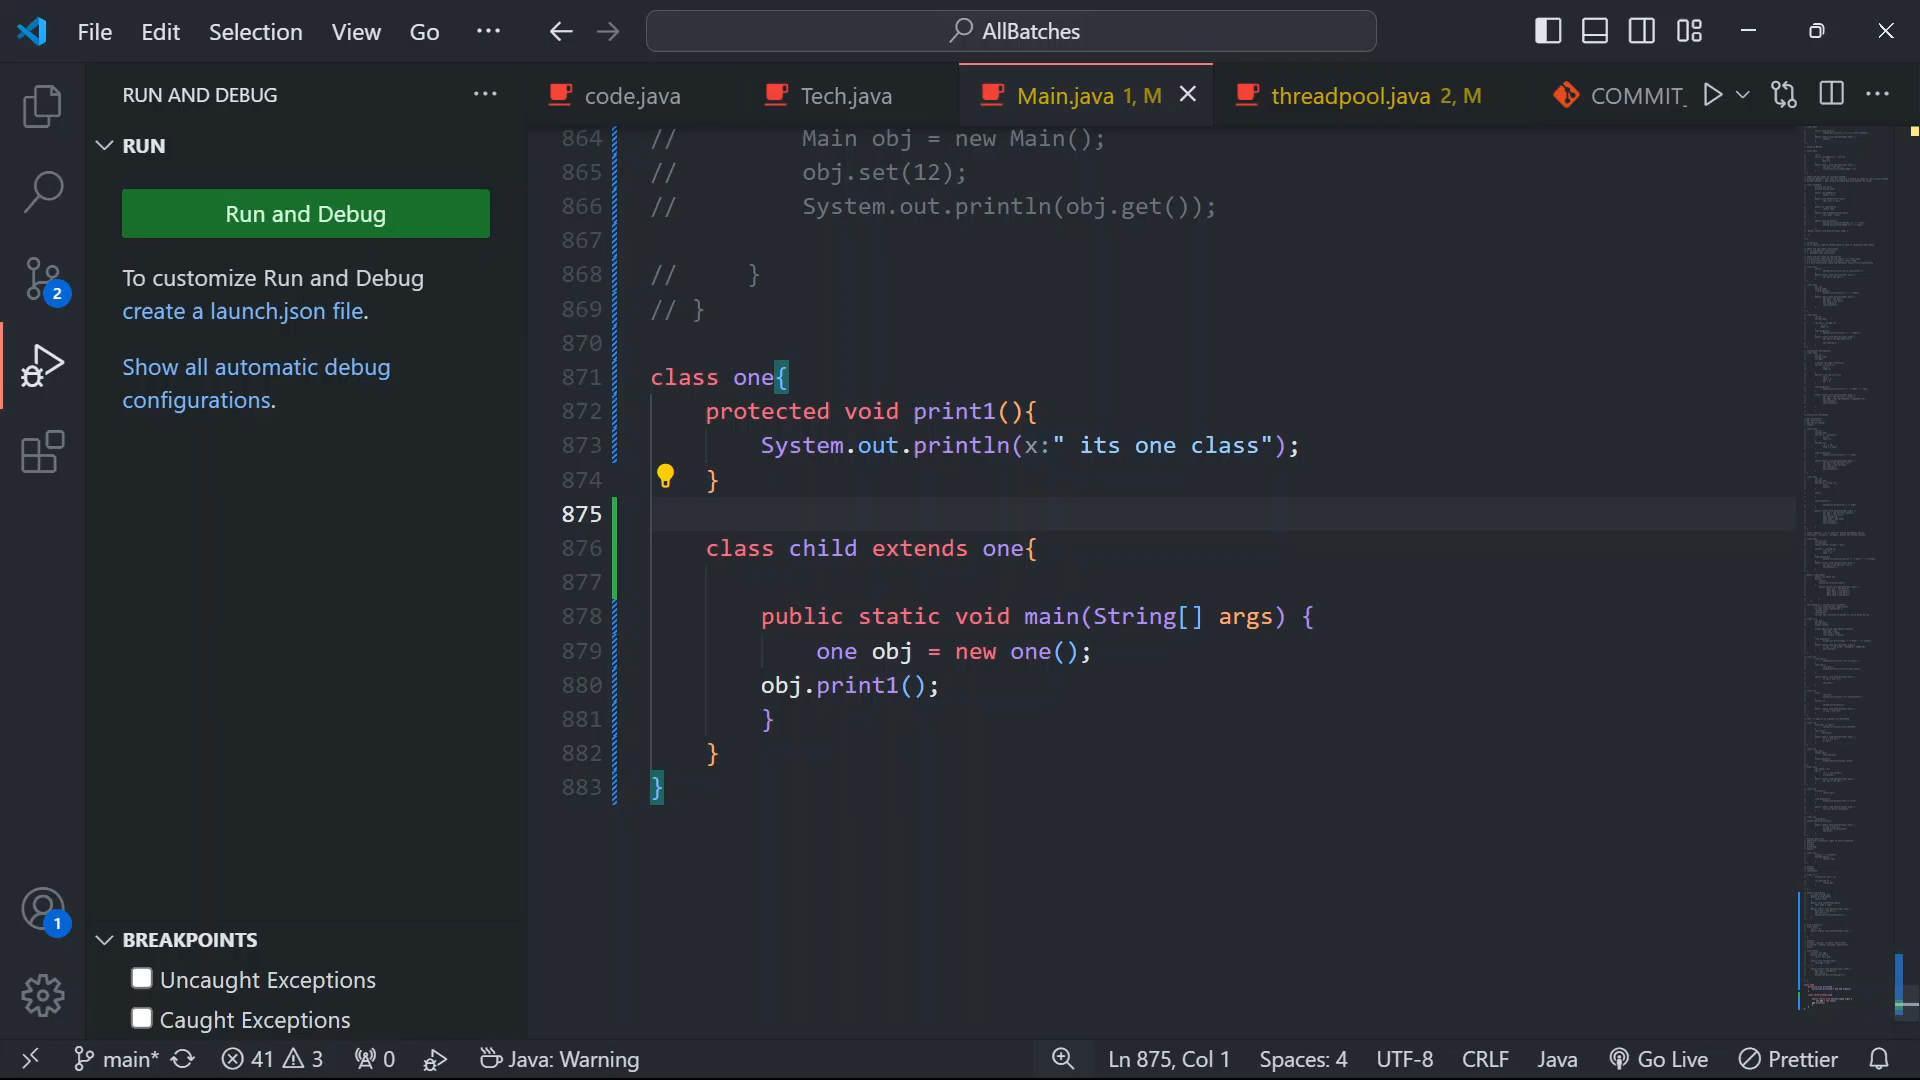 File Edit Selection View Go ··· AllBatches
RUN AND DEBUG ···
code.java Tech.java Main.java 1, M threadpool.java 2, M COMMIT_ ···
RUN
Run and Debug
To customize Run and Debug
create a launch.json file.
Show all automatic debug
configurations.
864 // Main obj = new Main();
865 // obj.set(12);
866 // System.out.println(obj.get());
867
868 // }
869 // }
870
871 class one{
872 protected void print1(){
873 System.out.println(x:" its one class");
874 }
875
876 class child extends one{
877
878 public static void main(String[] args) {
879 one obj = new one();
880 obj.print1();
881 }
882 }
883 }
2
1
BREAKPOINTS
Uncaught Exceptions
Caught Exceptions
main* 41 3 0 Java: Warning Ln 875, Col 1 Spaces: 4 UTF-8 CRLF Java Go Live Prettier